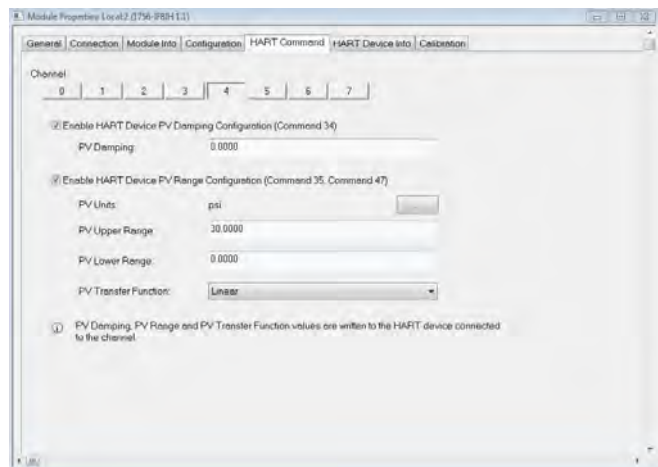 Module Properties Local:2 (1756-IF8IH 1.1)
General Connection Module Info Configuration HART Command HART Device Info Calibration
Channel
0 1 2 3 4 5 6 7
Enable HART Device PV Damping Configuration (Command 34)
PV Damping: 0.0000
Enable HART Device PV Range Configuration (Command 35, Command 47)
PV Units: psi ...
PV Upper Range: 30.0000
PV Lower Range: 0.0000
PV Transfer Function: Linear
PV Damping, PV Range and PV Transfer Function values are written to the HART device connected
to the channel.